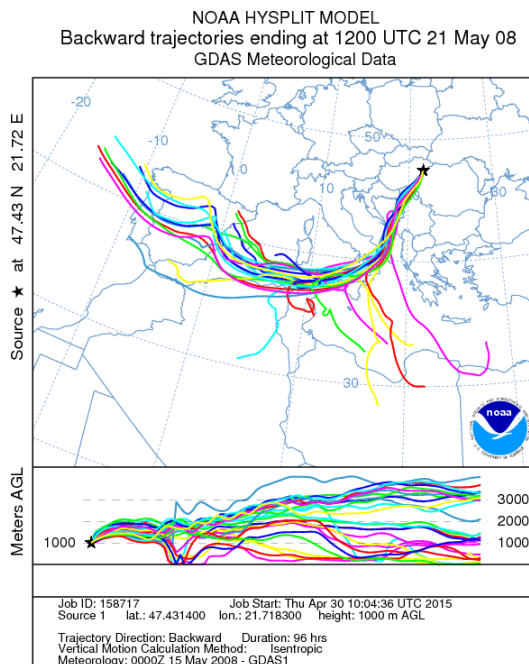 NOAA HYSPLIT MODEL
Backward trajectories ending at 1200 UTC 21 May 08
GDAS Meteorological Data
Source ★ at 47.43 N 21.72 E
-20
-10
10
50
30
noaa
Meters AGL
1000
3000
2000
1000
Job ID: 158717 Job Start: Thu Apr 30 10:04:36 UTC 2015
Source 1 lat.: 47.431400 lon.: 21.718300 height: 1000 m AGL
Trajectory Direction: Backward Duration: 96 hrs
Vertical Motion Calculation Method: Isentropic
Meteorology: 0000Z 15 May 2008 - GDAS1